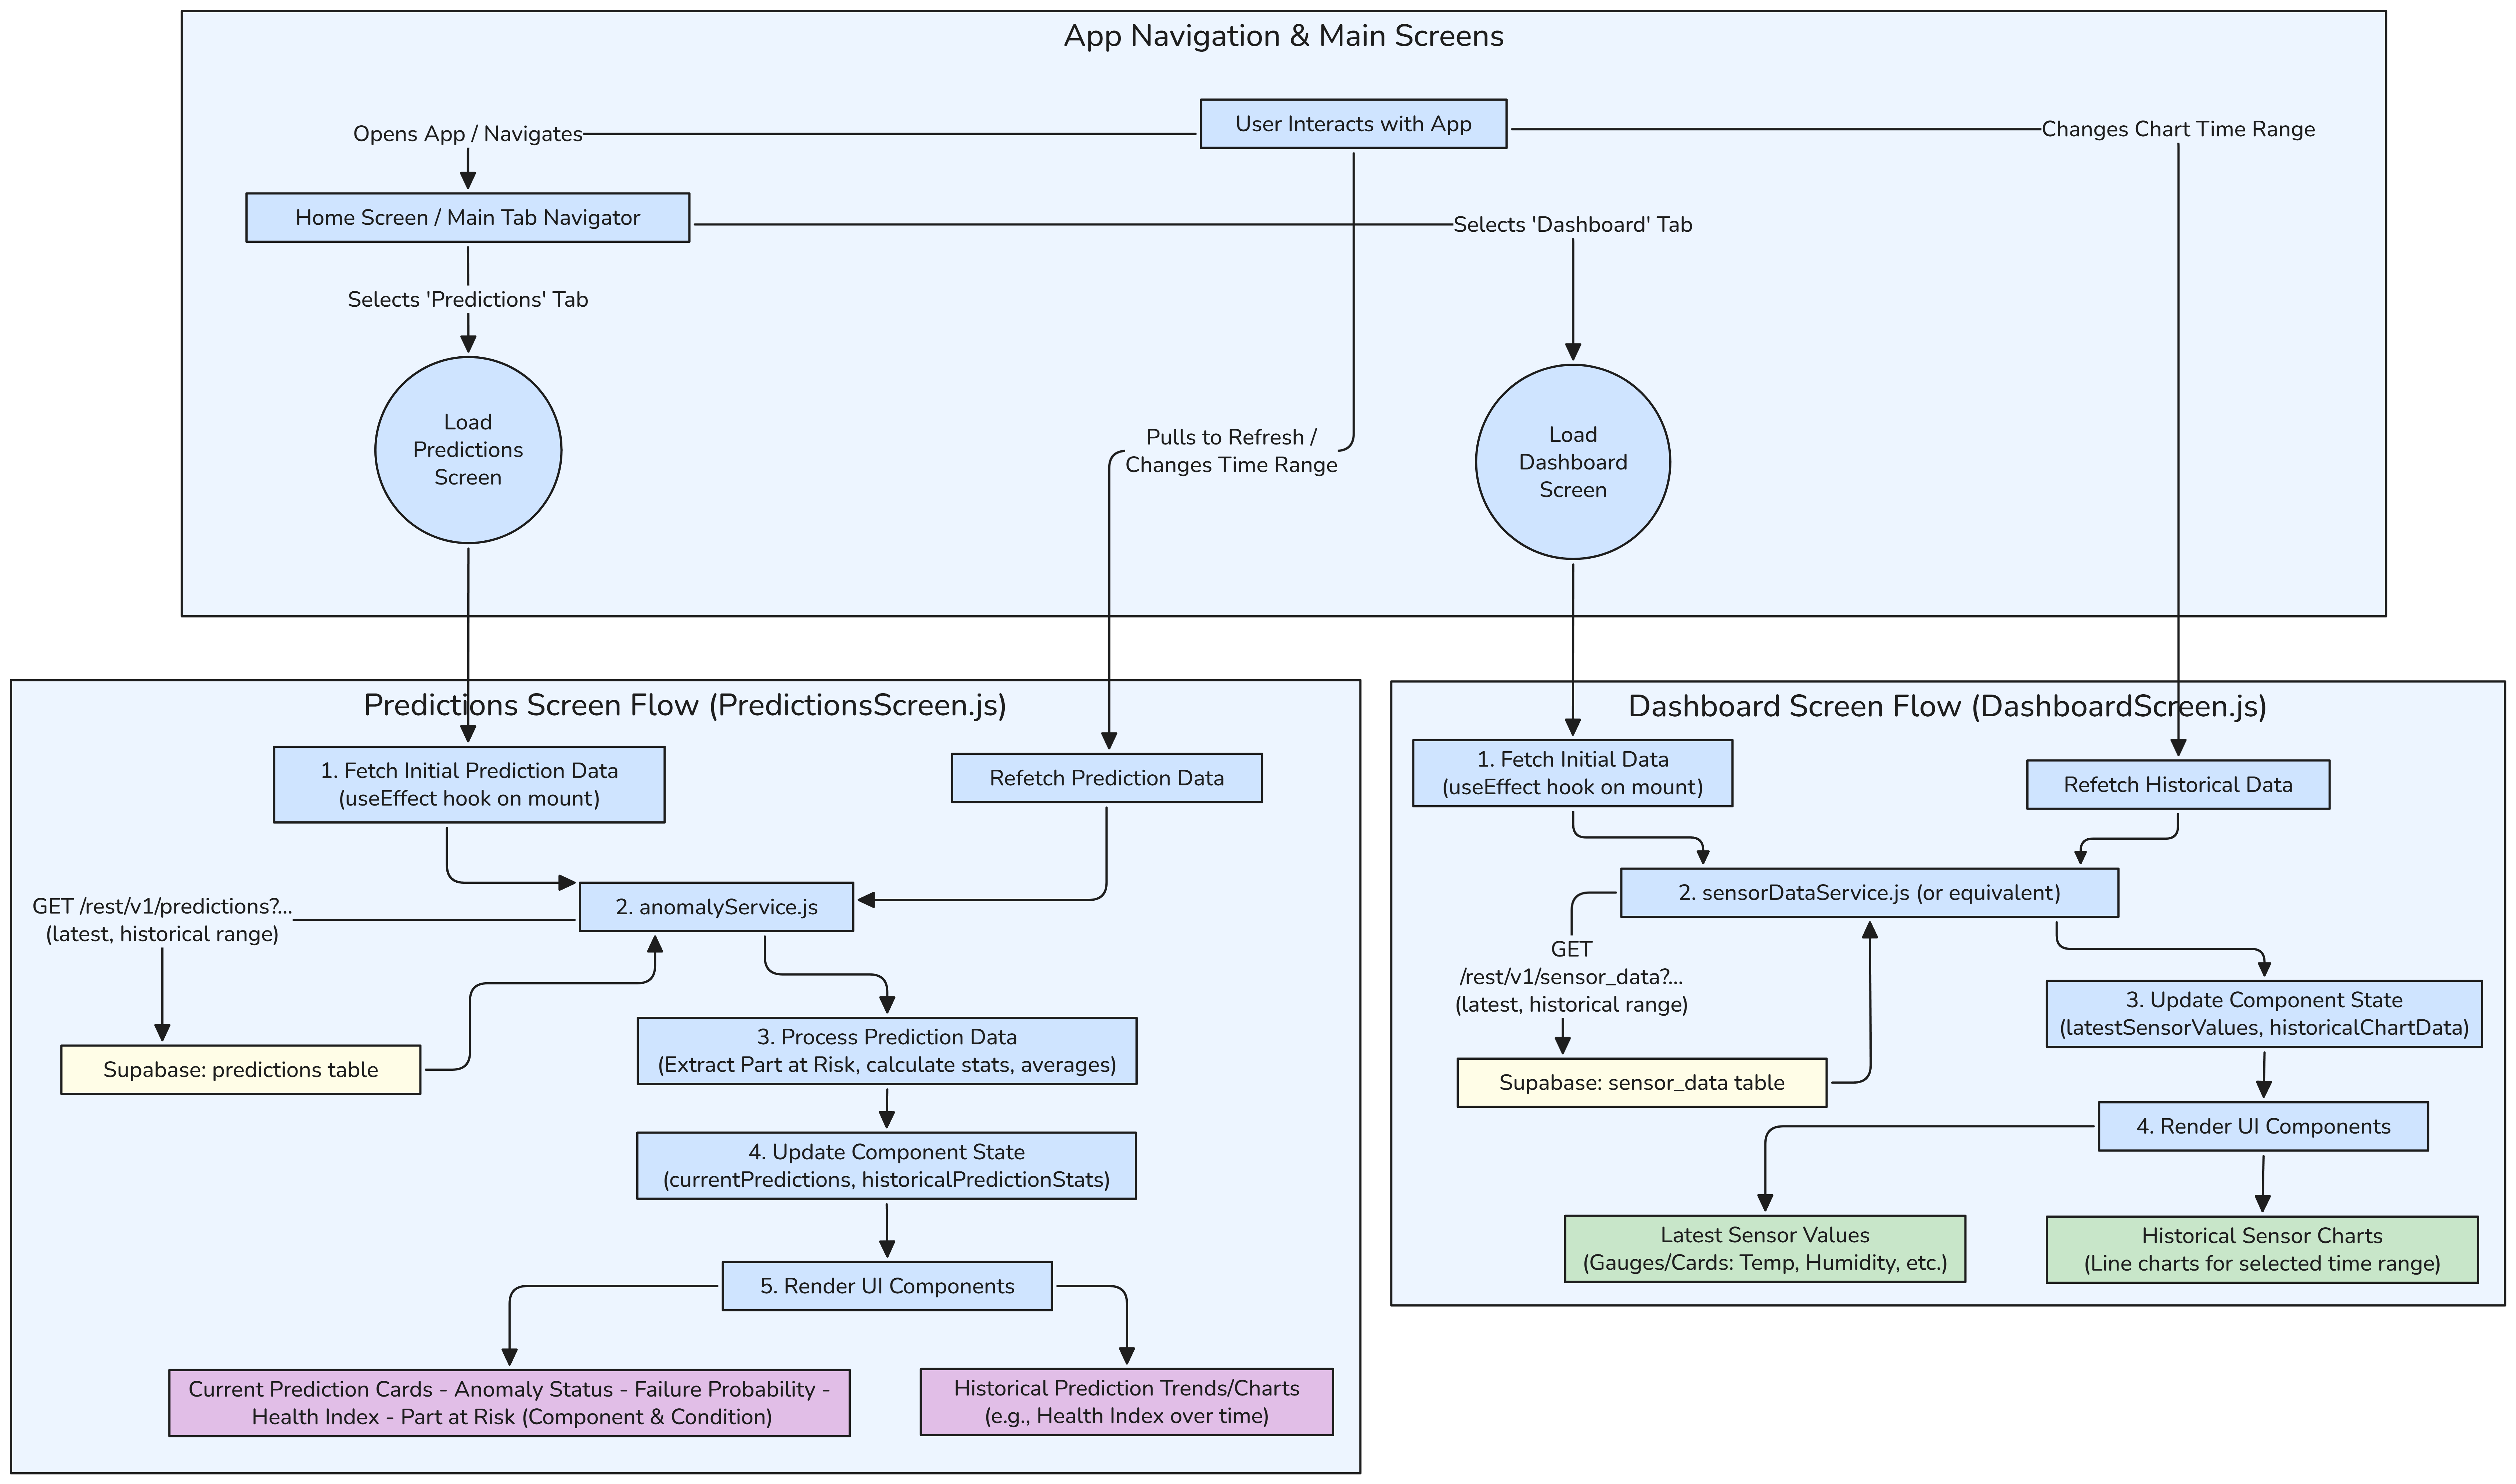 App Navigation & Main Screens
User Interacts with App
Opens App / Navigates
Changes Chart Time Range
Home Screen / Main Tab Navigator
Selects 'Dashboard' Tab
Selects 'Predictions' Tab
Load
Predictions
Screen
Pulls to Refresh /
Changes Time Range
Load
Dashboard
Screen
Predictions Screen Flow (PredictionsScreen.js)
1. Fetch Initial Prediction Data
(useEffect hook on mount)
Refetch Prediction Data
2. anomalyService.js
GET /rest/v1/predictions?...
(latest, historical range)
Supabase: predictions table
3. Process Prediction Data
(Extract Part at Risk, calculate stats, averages)
4. Update Component State
(currentPredictions, historicalPredictionStats)
5. Render UI Components
Current Prediction Cards - Anomaly Status - Failure Probability -
Health Index - Part at Risk (Component & Condition)
Historical Prediction Trends/Charts
(e.g., Health Index over time)
Dashboard Screen Flow (DashboardScreen.js)
1. Fetch Initial Data
(useEffect hook on mount)
Refetch Historical Data
2. sensorDataService.js (or equivalent)
GET
/rest/v1/sensor_data?...
(latest, historical range)
Supabase: sensor_data table
3. Update Component State
(latestSensorValues, historicalChartData)
4. Render UI Components
Latest Sensor Values
(Gauges/Cards: Temp, Humidity, etc.)
Historical Sensor Charts
(Line charts for selected time range)